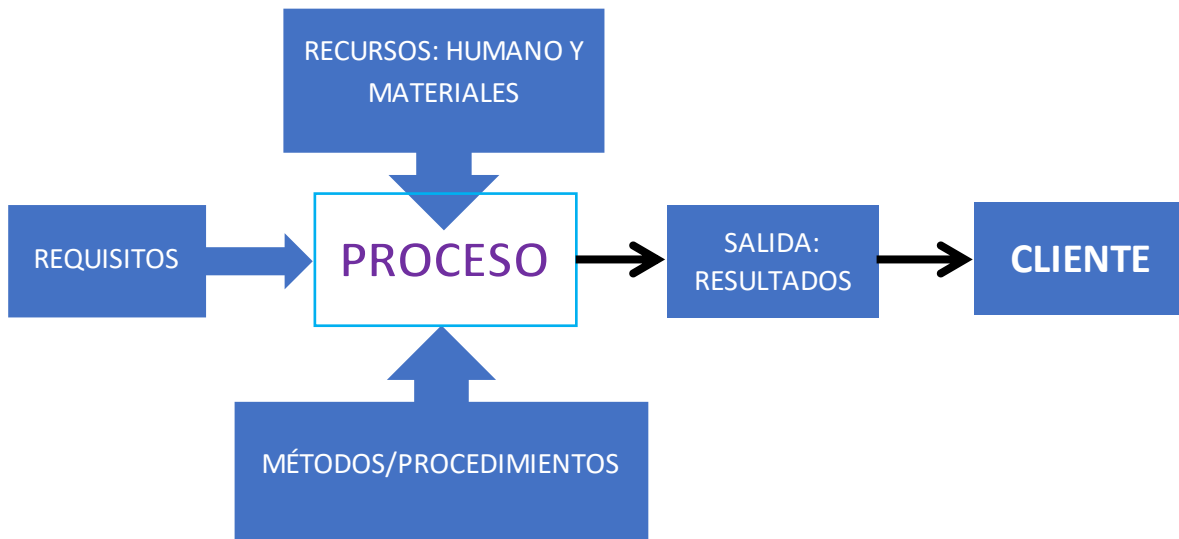 RECURSOS: HUMANO Y
MATERIALES
REQUISITOS
PROCESO
SALIDA:
RESULTADOS
CLIENTE
MÉTODOS/PROCEDIMIENTOS